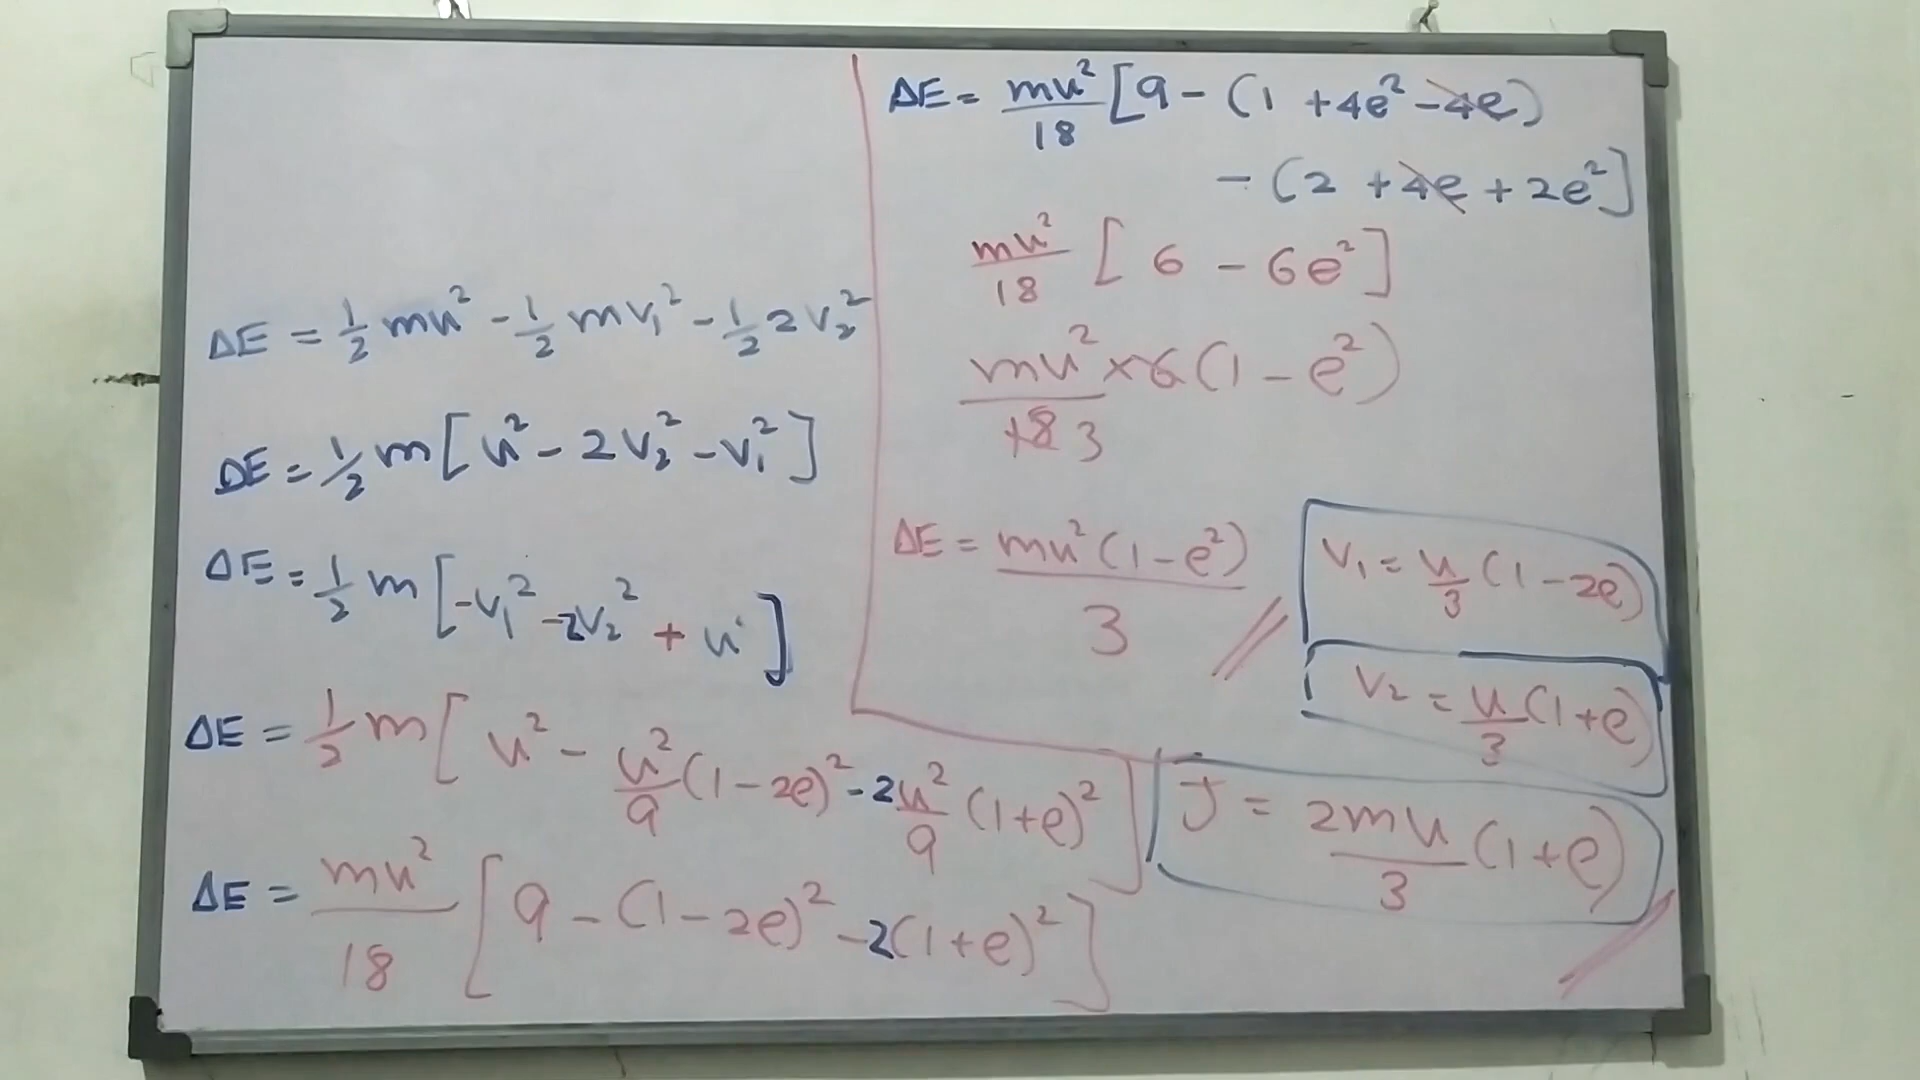 ΔE = 1/2 mu² - 1/2 mv₁² - 1/2 2v₂²
ΔE = 1/2 m[u² - 2v₂² - v₁²]
ΔE = 1/2 m[-v₁² - 2v₂² + u]
ΔE = 1/2 m[u² - u²/9 (1-2e)² - 2u²/9 (1+e)²]
ΔE = mu²/18 [9 - (1-2e)² - 2(1+e)²]
ΔE = mu²/18 [9 - (1 + 4e² - 4e)
- (2 + 4e + 2e²]
mu²/18 [6 - 6e²]
mu²/18 3 × 6(1 - e²)
ΔE = mu²(1-e²)/3
V₁ = u/3 (1-2e)
V₂ = u/3 (1+e)
J = 2mu/3 (1+e)